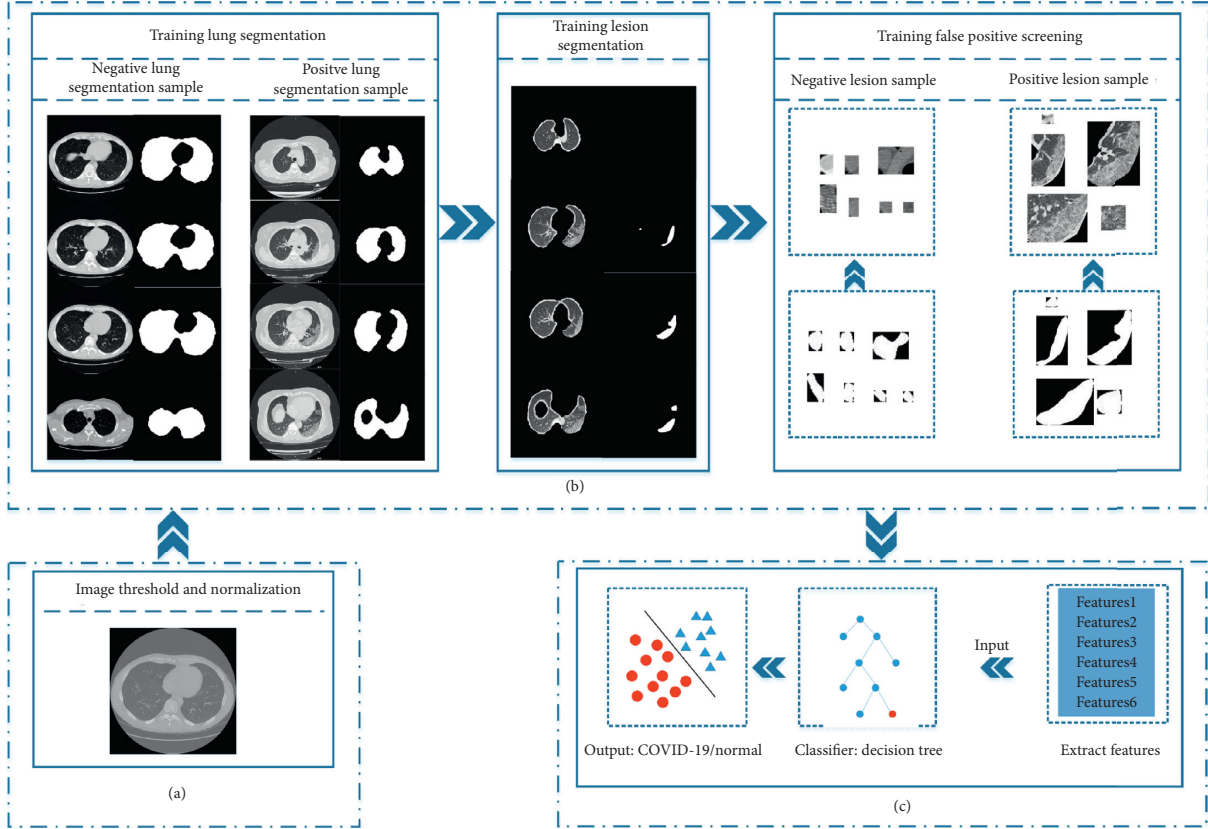 Training lung segmentation
Negative lung
segmentation sample
Positve lung
segmentation sample
Training lesion
segmentation
Training false positive screening
Negative lesion sample
Positive lesion sample
(b)
Image threshold and normalization
(a)
Output: COVID-19/normal
Classifier: decision tree
Input
Features1
Features2
Features3
Features4
Features5
Features6
Extract features
(c)